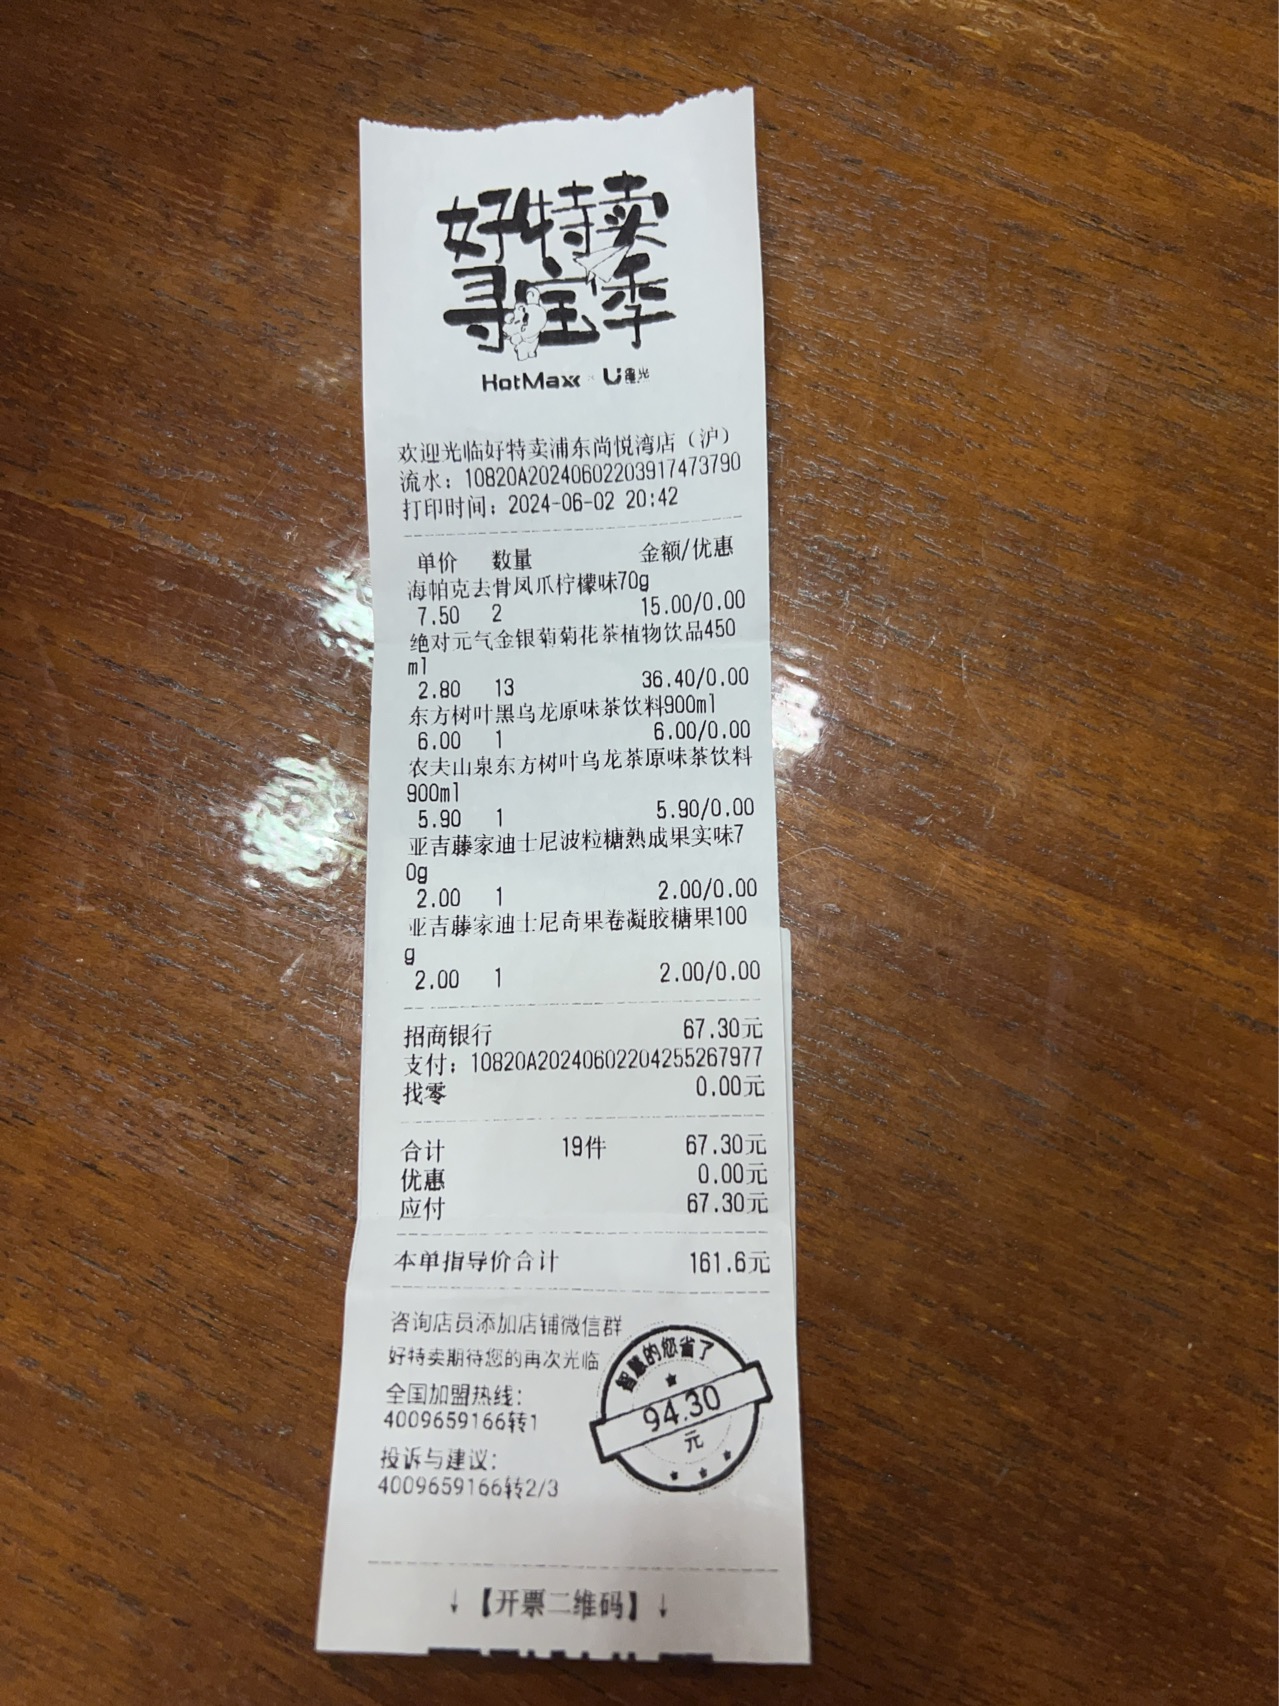 好特卖
寻宝季
HotMaxx × U
欢迎光临好特卖浦东尚悦湾店（沪）
流水：10820A20240602203917473790
打印时间：2024-06-02 20:42
单价 数量 金额/优惠
海帕克去骨凤爪柠檬味70g
7.50 2 15.00/0.00
绝对元气金银菊菊花茶植物饮品450
ml
2.80 13 36.40/0.00
东方树叶黑乌龙原味茶饮料900ml
6.00 1 6.00/0.00
农夫山泉东方树叶乌龙茶原味茶饮料
900ml
5.90 1 5.90/0.00
亚吉藤家迪士尼波粒糖熟成果实味7
0g
2.00 1 2.00/0.00
亚吉藤家迪士尼奇果卷凝胶糖果100
g
2.00 1 2.00/0.00
招商银行 67.30元
支付：10820A20240602204255267977
找零 0.00元
合计 19件 67.30元
优惠 0.00元
应付 67.30元
本单指导价合计 161.6元
咨询店员添加店铺微信群
好特卖期待您的再次光临
全国加盟热线：
4009659166转1
投诉与建议：
4009659166转2/3
智慧的您省了
94.30
元
↓【开票二维码】↓